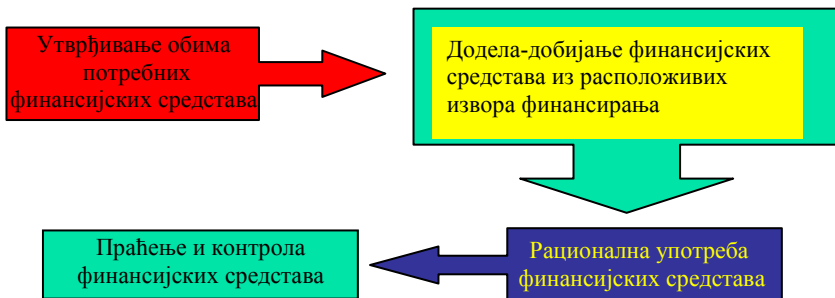 Утврђивање обима
потребних
финансијских средстава
Додела-добијање финансијских
средстава из расположивих
извора финансирања
Рационална употреба
финансијских средстава
Праћење и контрола
финансијских средстава